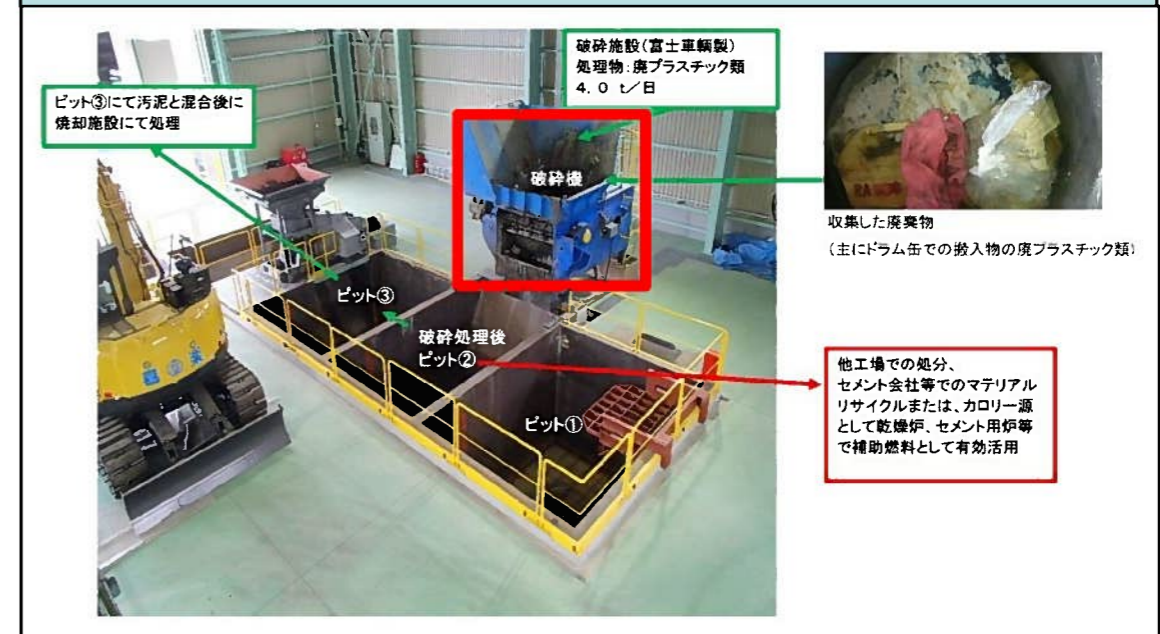 破砕施設(富士車輌製)
処理物:廃プラスチック類
4.0 t/日
ピット③にて汚泥と混合後に
焼却施設にて処理
破砕機
収集した廃棄物
(主にドラム缶での搬入物の廃プラスチック類)
ピット③
破砕処理後
ピット②
ピット①
他工場での処分、
セメント会社等でのマテリアル
リサイクルまたは、カロリー源
として乾燥炉、セメント用炉等
で補助燃料として有効活用